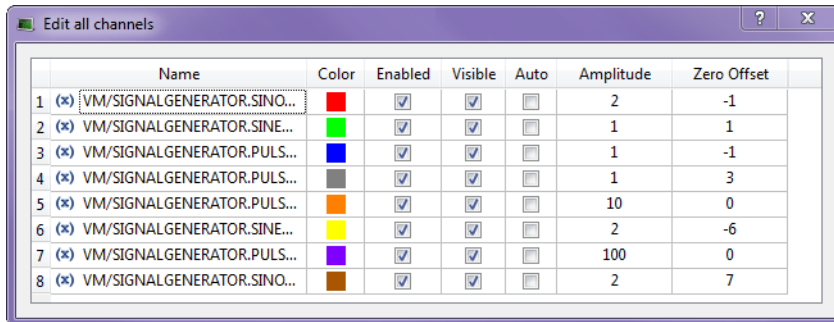 Edit all channels
Name Color Enabled Visible Auto Amplitude Zero Offset
1 (x) VM/SIGNALGENERATOR.SINO... 2 -1
2 (x) VM/SIGNALGENERATOR.SINE... 1 1
3 (x) VM/SIGNALGENERATOR.PULS... 1 -1
4 (x) VM/SIGNALGENERATOR.PULS... 1 3
5 (x) VM/SIGNALGENERATOR.PULS... 10 0
6 (x) VM/SIGNALGENERATOR.SINE... 2 -6
7 (x) VM/SIGNALGENERATOR.PULS... 100 0
8 (x) VM/SIGNALGENERATOR.SINO... 2 7